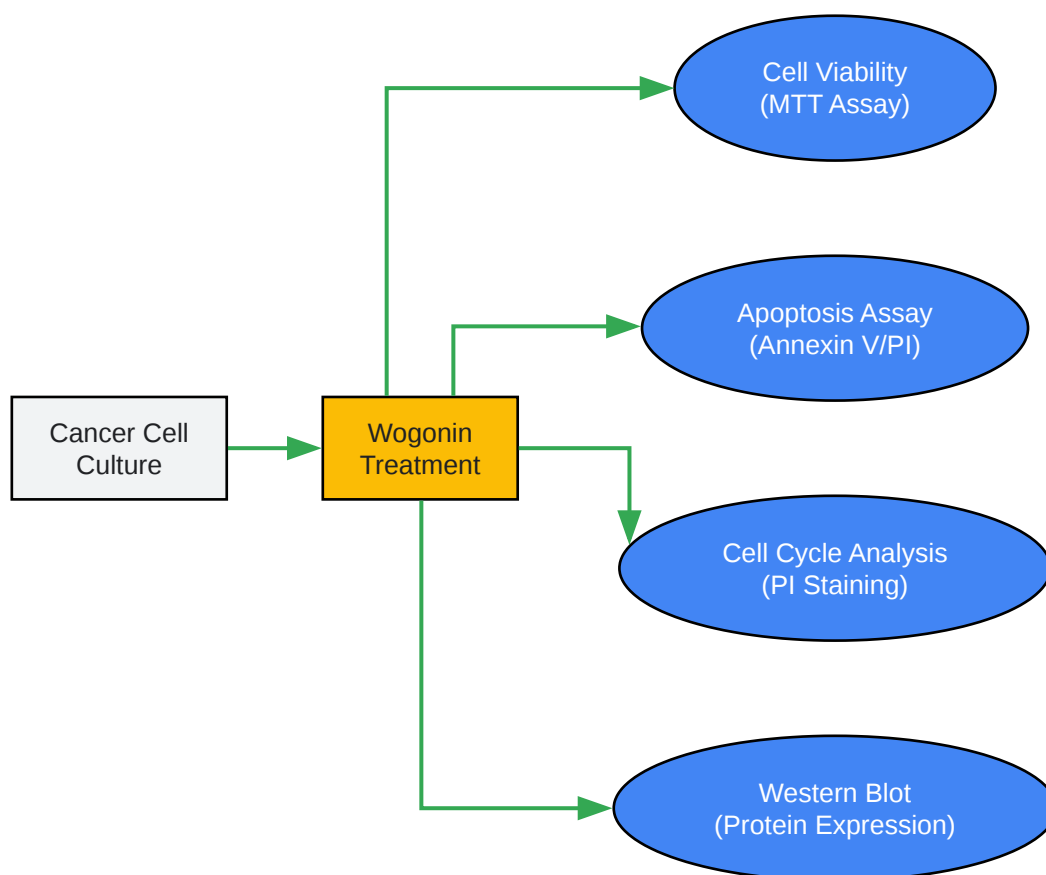 Cell Viability
(MTT Assay)
Apoptosis Assay
(Annexin V/PI)
Cancer Cell
Culture
Wogonin
Treatment
Cell Cycle Analysis
(PI Staining)
Western Blot
(Protein Expression)